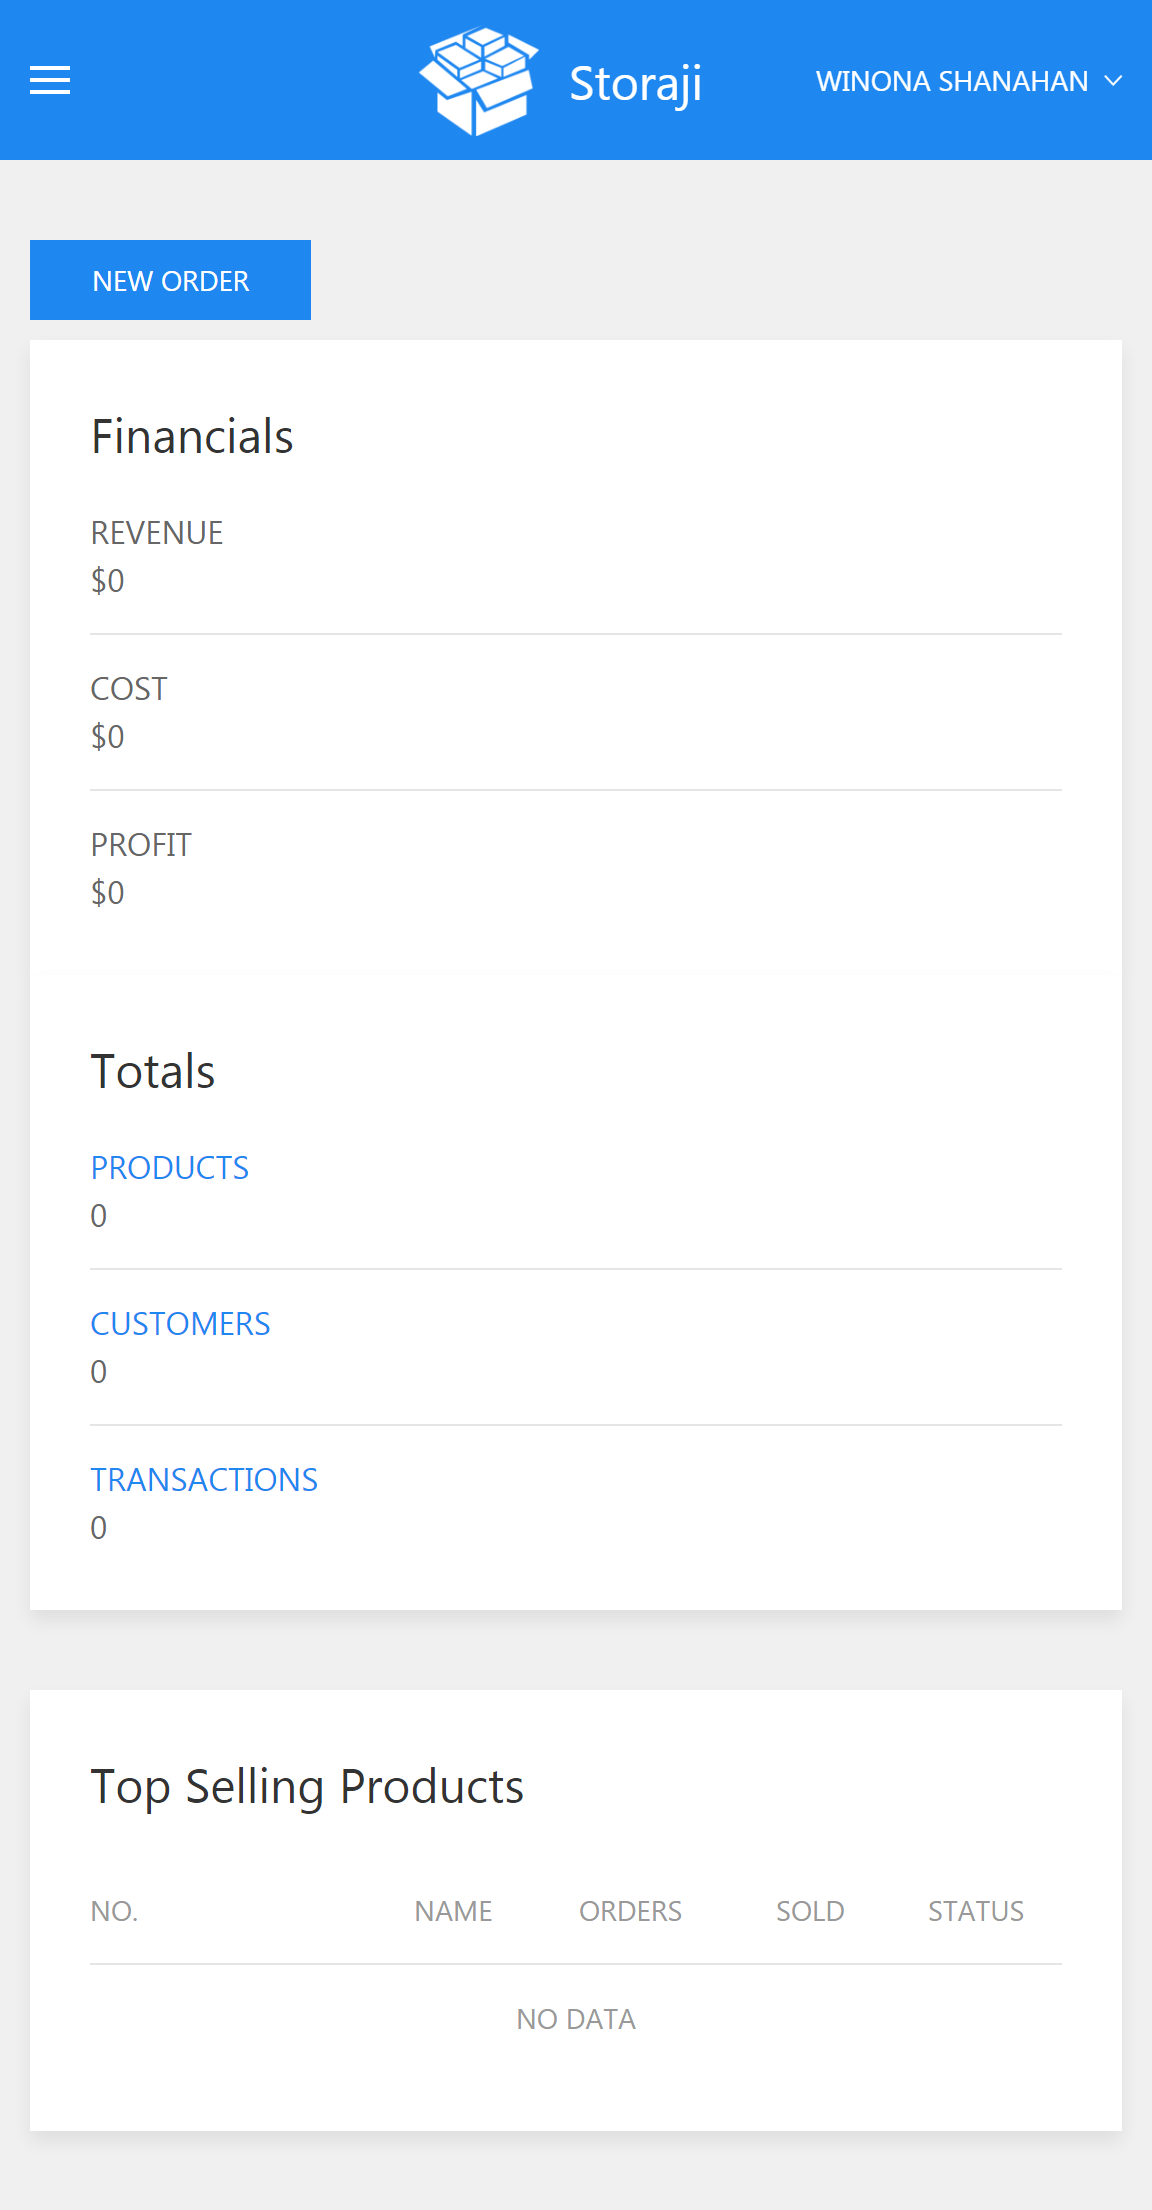 Storaji
WINONA SHANAHAN
NEW ORDER
Financials
REVENUE
$0
COST
$0
PROFIT
$0
Totals
PRODUCTS
0
CUSTOMERS
0
TRANSACTIONS
0
Top Selling Products
NO. NAME ORDERS SOLD STATUS
NO DATA